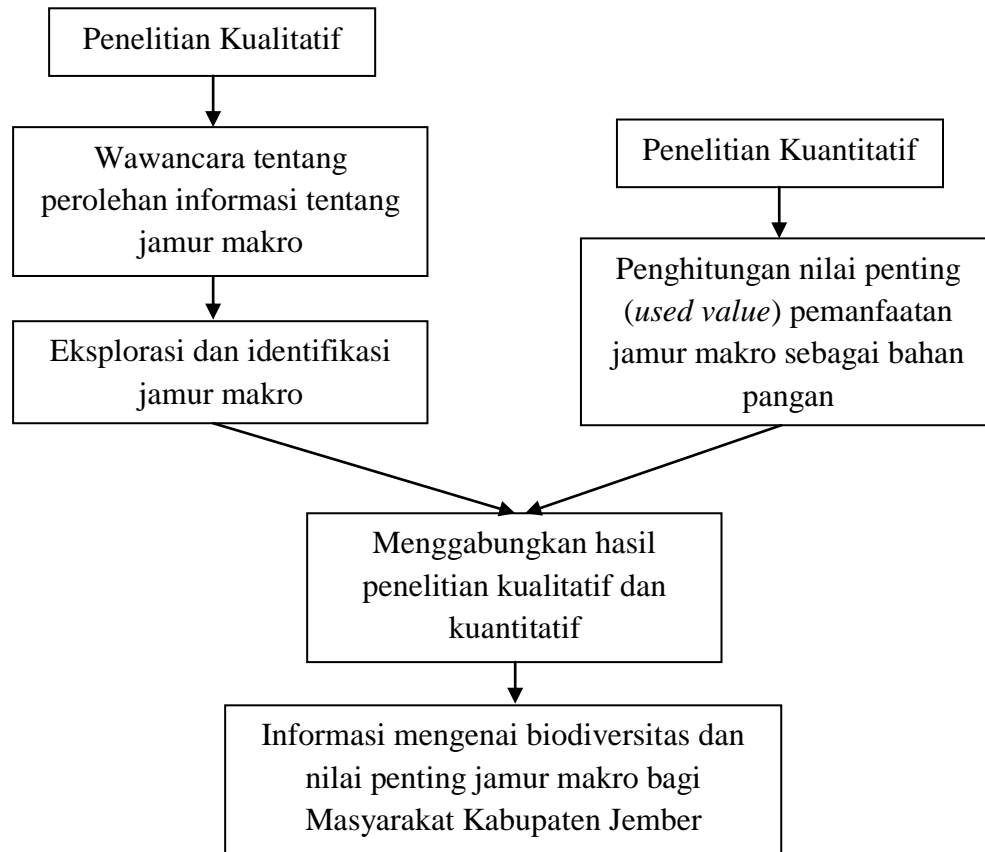 Penelitian Kualitatif
Wawancara tentang
perolehan informasi tentang
jamur makro
Eksplorasi dan identifikasi
jamur makro
Penelitian Kuantitatif
Penghitungan nilai penting
(used value) pemanfaatan
jamur makro sebagai bahan
pangan
Menggabungkan hasil
penelitian kualitatif dan
kuantitatif
Informasi mengenai biodiversitas dan
nilai penting jamur makro bagi
Masyarakat Kabupaten Jember